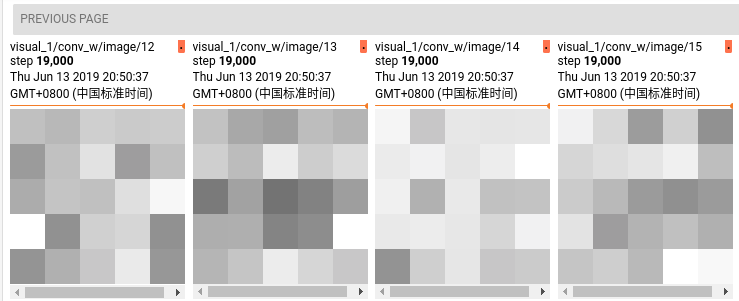 PREVIOUS PAGE
visual_1/conv_w/image/12
step 19,000
Thu Jun 13 2019 20:50:37
GMT+0800 (中国标准时间)
visual_1/conv_w/image/13
step 19,000
Thu Jun 13 2019 20:50:37
GMT+0800 (中国标准时间)
visual_1/conv_w/image/14
step 19,000
Thu Jun 13 2019 20:50:37
GMT+0800 (中国标准时间)
visual_1/conv_w/image/15
step 19,000
Thu Jun 13 2019 20:50:37
GMT+0800 (中国标准时间)